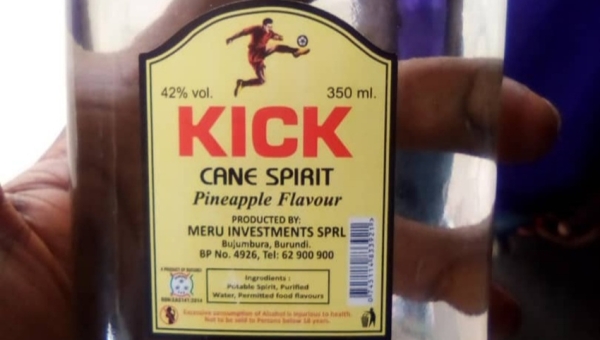 42% vol. 350 ml.
KICK
CANE SPIRIT
Pineapple Flavour
PRODUCTED BY:
MERU INVESTMENTS SPRL
Bujumbura, Burundi.
BP No. 4926, Tel: 62 900 900
Ingredients :
Potable Spirit, Purified
Water, Permitted food flavours
Excessive consumption of Alcohol is injurious to health.
Not to be sold to Persons below 18 years.